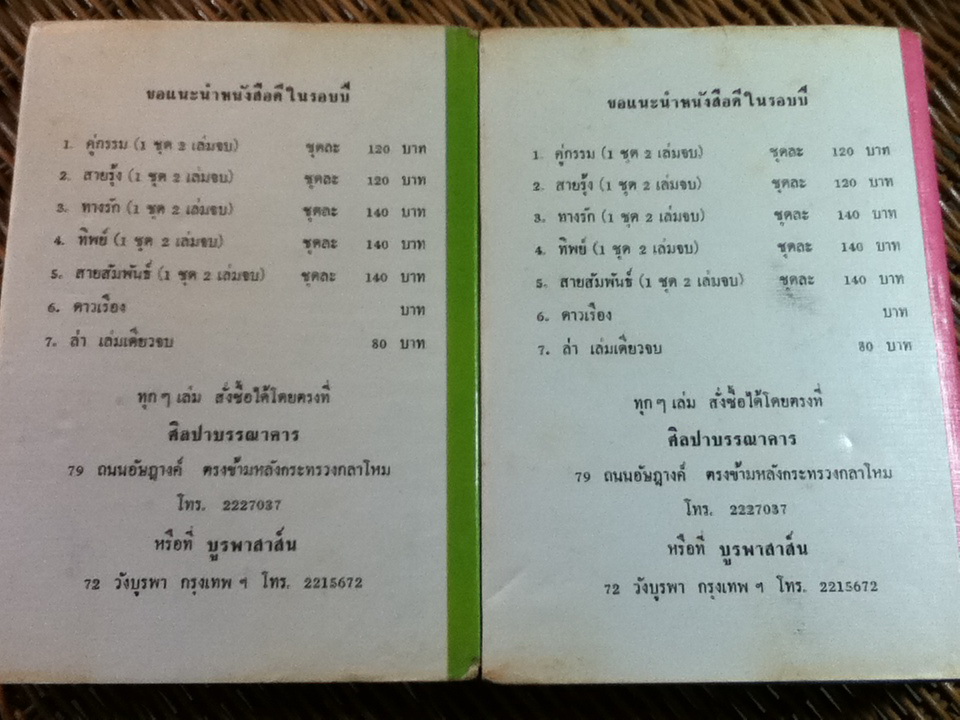 ขอแนะนำหนังสือดีในรอบปี
1. คู่กรรม (1 ชุด 2 เล่มจบ) ชุดละ 120 บาท
2. สายรุ้ง (1 ชุด 2 เล่มจบ) ชุดละ 120 บาท
3. ทางรัก (1 ชุด 2 เล่มจบ) ชุดละ 140 บาท
4. ทิพย์ (1 ชุด 2 เล่มจบ) ชุดละ 140 บาท
5. สายสัมพันธ์ (1 ชุด 2 เล่มจบ) ชุดละ 140 บาท
6. ดาวเรือง บาท
7. ล่า เล่มเดียวจบ 80 บาท
ทุก ๆ เล่ม สั่งซื้อได้โดยตรงที่
ศิลปาบรรณาคาร
79 ถนนอัษฎางค์ ตรงข้ามหลังกระทรวงกลาโหม
โทร. 2227037
หรือที่ บูรพาสาส์น
72 วังบูรพา กรุงเทพ ฯ โทร. 2215672
ขอแนะนำหนังสือดีในรอบปี
1. คู่กรรม (1 ชุด 2 เล่มจบ) ชุดละ 120 บาท
2. สายรุ้ง (1 ชุด 2 เล่มจบ) ชุดละ 120 บาท
3. ทางรัก (1 ชุด 2 เล่มจบ) ชุดละ 140 บาท
4. ทิพย์ (1 ชุด 2 เล่มจบ) ชุดละ 140 บาท
5. สายสัมพันธ์ (1 ชุด 2 เล่มจบ) ชุดละ 140 บาท
6. ดาวเรือง บาท
7. ล่า เล่มเดียวจบ 80 บาท
ทุก ๆ เล่ม สั่งซื้อได้โดยตรงที่
ศิลปาบรรณาคาร
79 ถนนอัษฎางค์ ตรงข้ามหลังกระทรวงกลาโหม
โทร. 2227037
หรือที่ บูรพาสาส์น
72 วังบูรพา กรุงเทพ ฯ โทร. 2215672